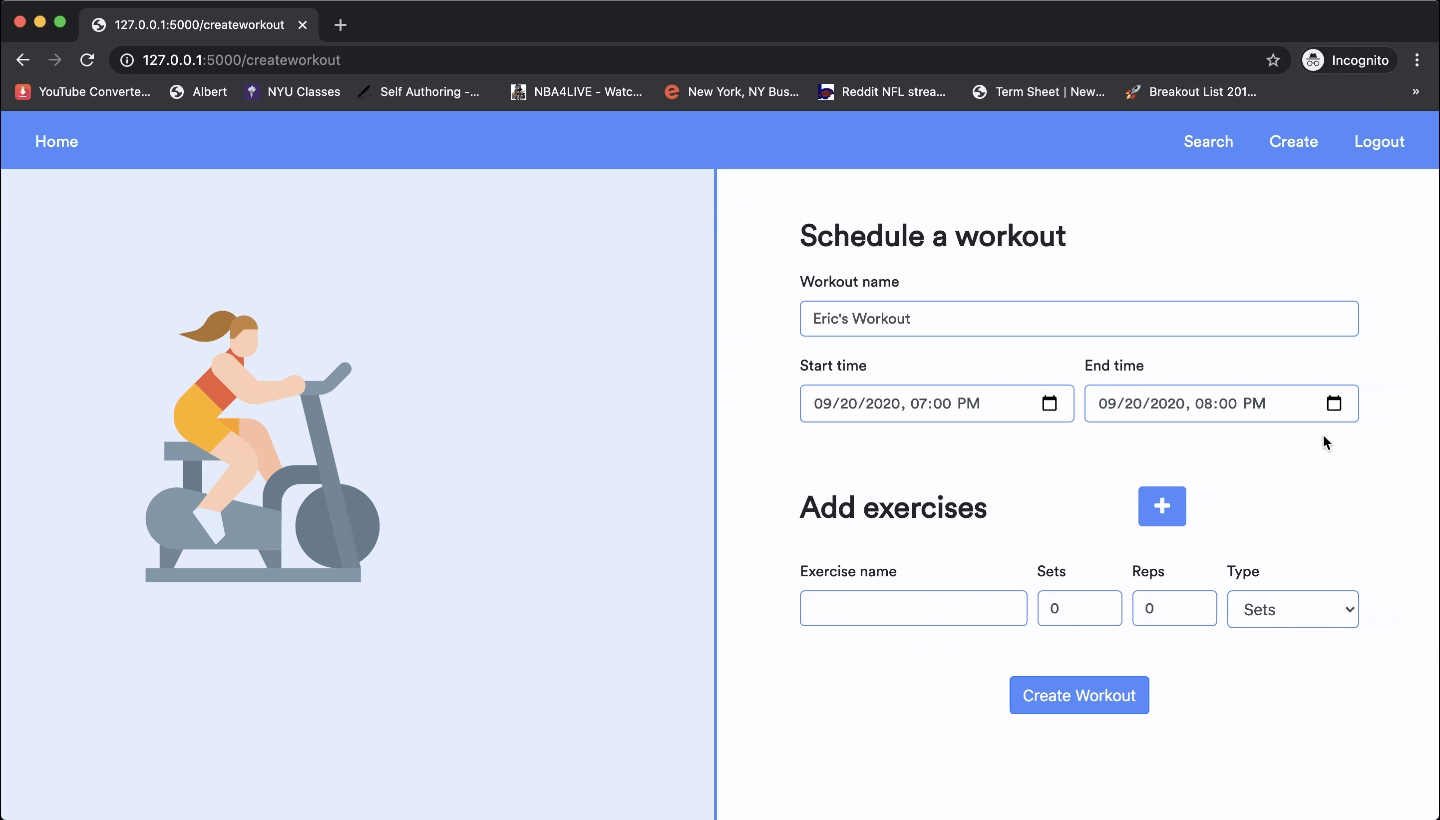 127.0.0.1:5000/createworkout
127.0.0.1:5000/createworkout
Incognito
YouTube Converte... Albert NYU Classes Self Authoring -... NBA4LIVE - Watc... New York, NY Bus... Reddit NFL strea... Term Sheet | New... Breakout List 201... »
Home Search Create Logout
Schedule a workout
Workout name
Eric's Workout
Start time End time
09/20/2020, 07:00 PM 09/20/2020, 08:00 PM
Add exercises +
Exercise name Sets Reps Type
0 0 Sets
Create Workout